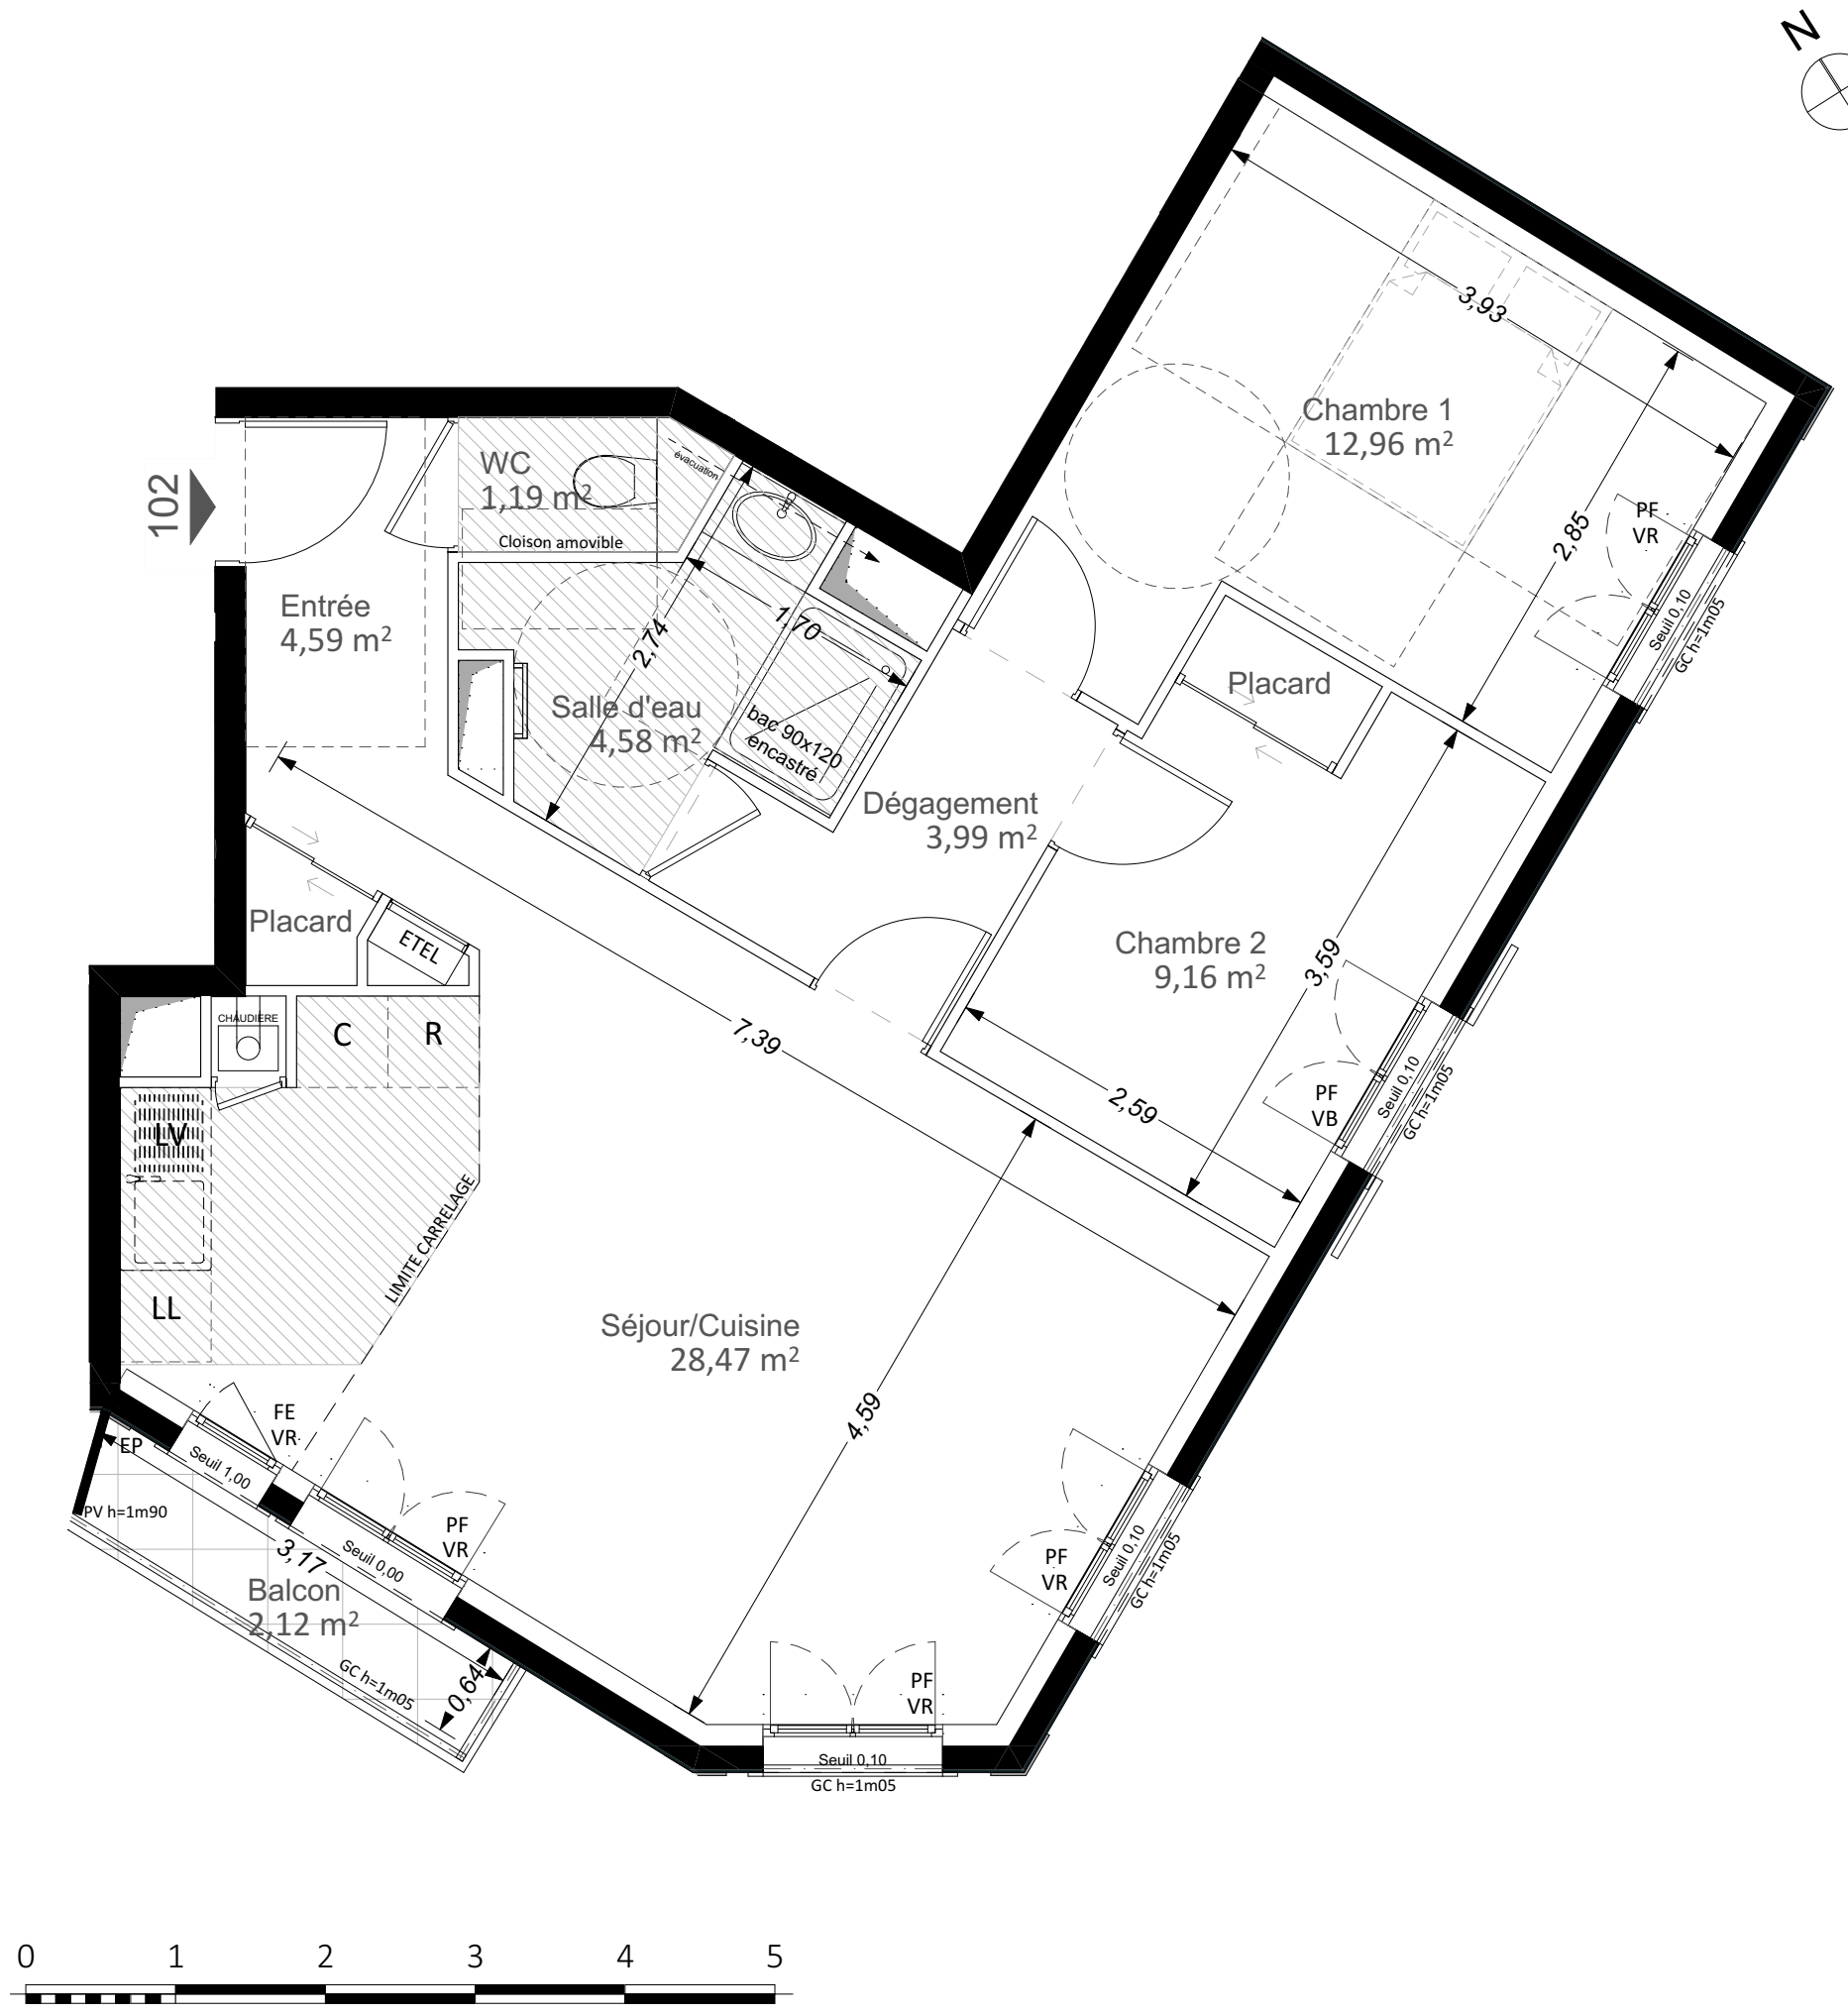 N
3,93
Chambre 1
12,96 m²
2,85
PF
VR
Seuil 0,10
GC h=1m05
102
WC
1,19 m²
évacuation
Cloison amovible
Entrée
4,59 m²
2,74
1,70
Salle d'eau
4,58 m²
bac 90x120
encastré
Placard
Dégagement
3,99 m²
Placard
ETEL
Chambre 2
9,16 m²
3,59
2,59
PF
VB
Seuil 0,10
GC h=1m05
CHAUDIERE
C
R
7,39
LV
LL
LIMITE CARRELAGE
Séjour/Cuisine
28,47 m²
4,59
FE
VR
EP
Seuil 1,00
PV h=1m90
PF
VR
Seuil 0,00
3,17
Balcon
2,12 m²
GC h=1m05
0,64
PF
VR
Seuil 0,10
GC h=1m05
PF
VR
Seuil 0,10
GC h=1m05
0 1 2 3 4 5